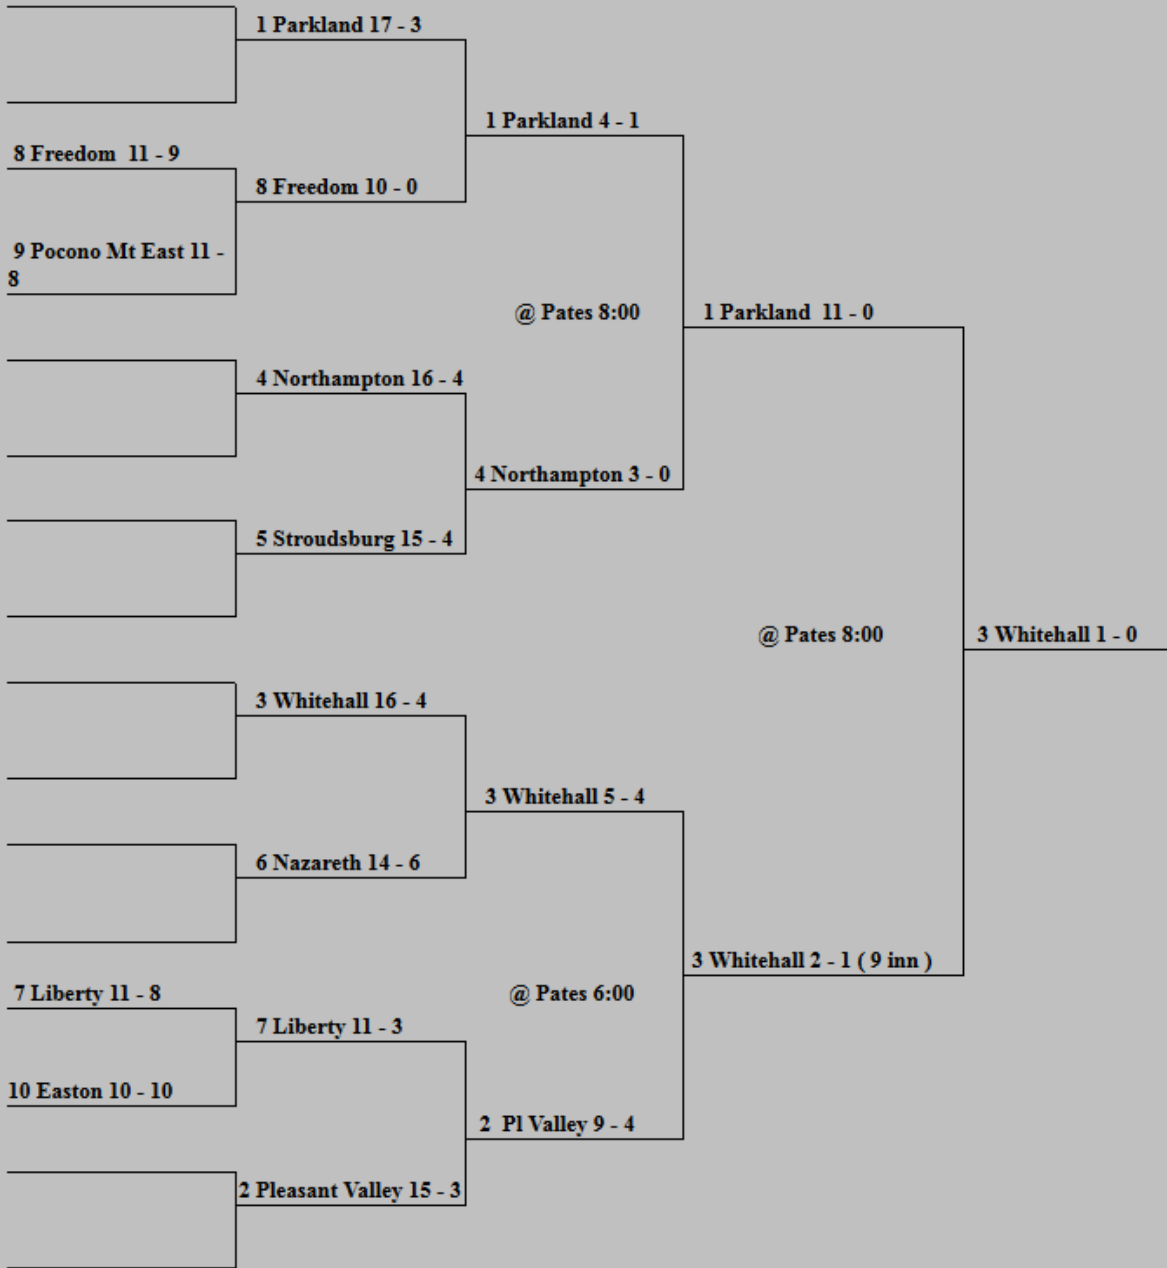 1 Parkland 17 - 3
1 Parkland 4 - 1
8 Freedom  11 - 9
8 Freedom 10 - 0
9 Pocono Mt East 11 -
8
@ Pates 8:00
1 Parkland  11 - 0
4 Northampton 16 - 4
4 Northampton 3 - 0
5 Stroudsburg 15 - 4
@ Pates 8:00
3 Whitehall 1 - 0
3 Whitehall 16 - 4
3 Whitehall 5 - 4
6 Nazareth 14 - 6
3 Whitehall 2 - 1 ( 9 inn )
7 Liberty 11 - 8
@ Pates 6:00
7 Liberty 11 - 3
10 Easton 10 - 10
2  Pl Valley 9 - 4
2 Pleasant Valley 15 - 3